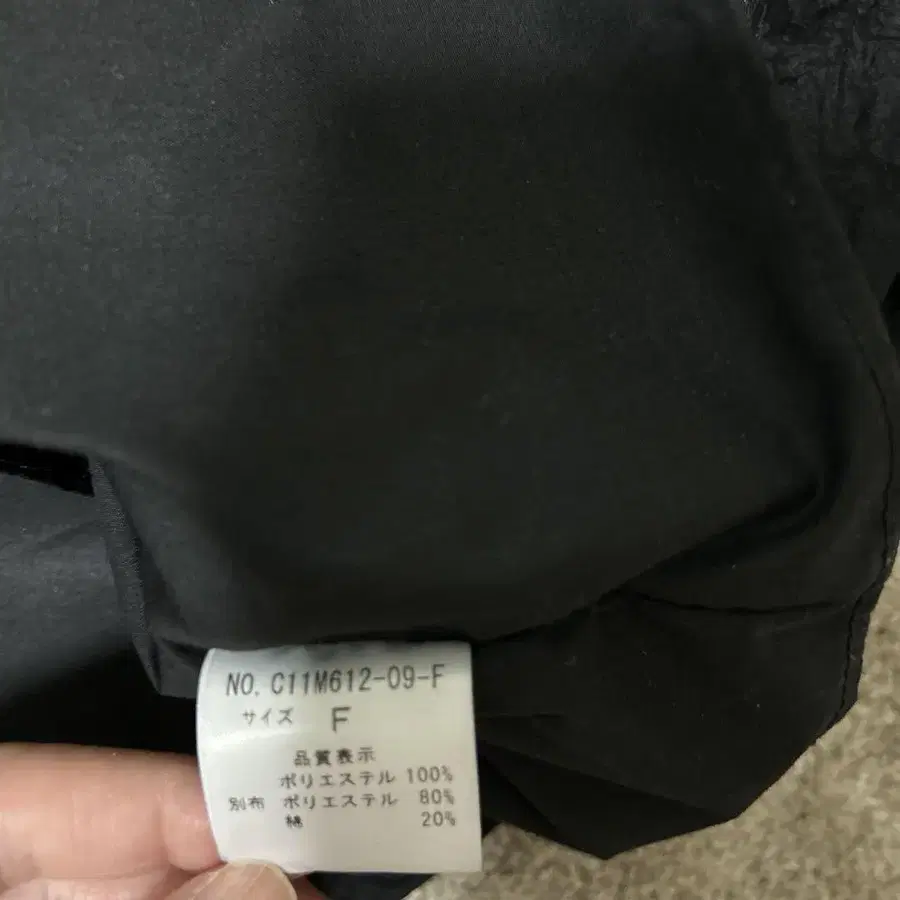 NO. C11M612-09-F
サイズ F
品質表示
ポリエステル 100%
別布 ポリエステル 80%
綿 20%